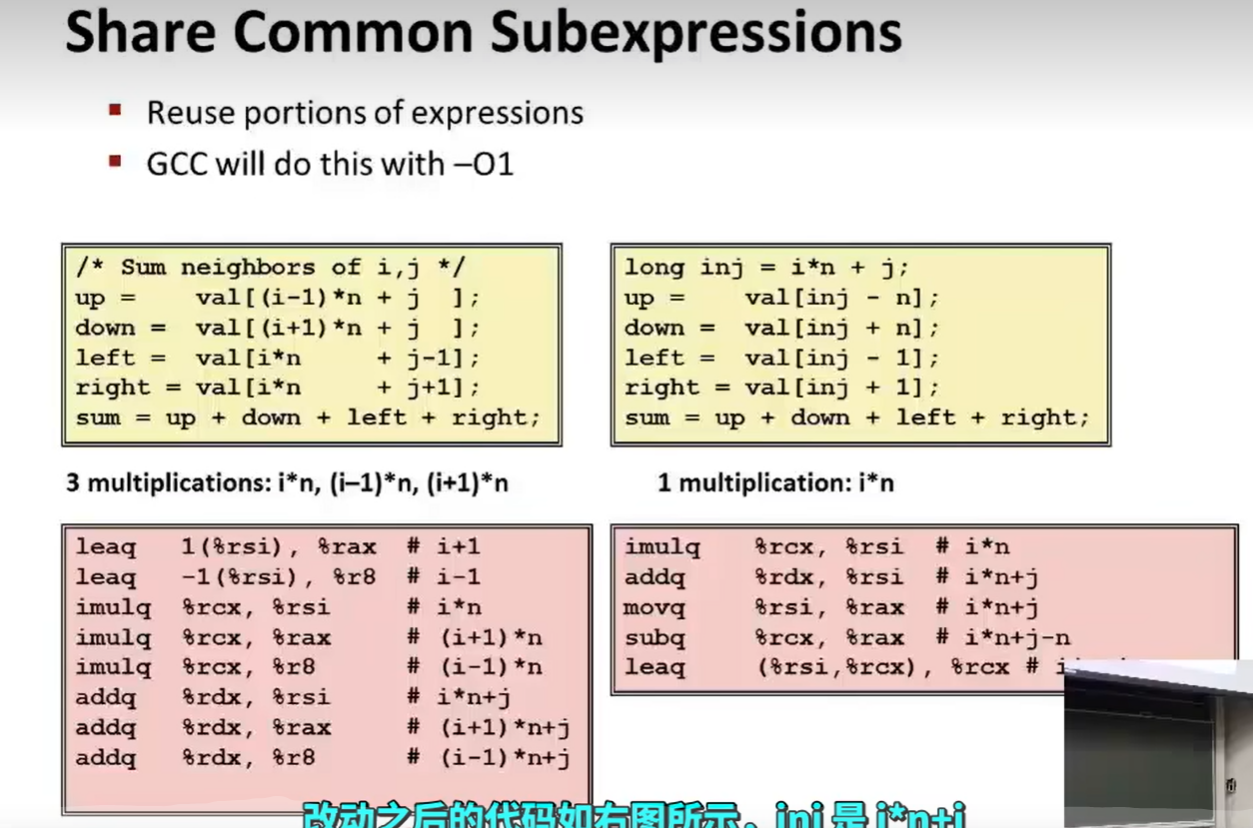 Share Common Subexpressions
▪ Reuse portions of expressions
▪ GCC will do this with –O1
/* Sum neighbors of i,j */
up =    val[(i-1)*n + j  ];
down =  val[(i+1)*n + j  ];
left =  val[i*n     + j-1];
right = val[i*n     + j+1];
sum = up + down + left + right;
3 multiplications: i*n, (i–1)*n, (i+1)*n
leaq   1(%rsi), %rax  # i+1
leaq   -1(%rsi), %r8  # i-1
imulq  %rcx, %rsi     # i*n
imulq  %rcx, %rax     # (i+1)*n
imulq  %rcx, %r8      # (i-1)*n
addq   %rdx, %rsi     # i*n+j
addq   %rdx, %rax     # (i+1)*n+j
addq   %rdx, %r8      # (i-1)*n+j
long inj = i*n + j;
up =    val[inj - n];
down =  val[inj + n];
left =  val[inj - 1];
right = val[inj + 1];
sum = up + down + left + right;
1 multiplication: i*n
imulq   %rcx, %rsi  # i*n
addq    %rdx, %rsi  # i*n+j
movq    %rsi, %rax  # i*n+j
subq    %rcx, %rax  # i*n+j-n
leaq    (%rsi,%rcx), %rcx #
改动之后的代码如右图所示，inj 是 i*n+j